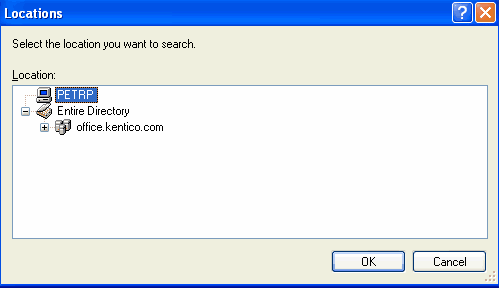 Locations
Select the location you want to search.
Location:
PETRP
Entire Directory
office.kentico.com
OK
Cancel